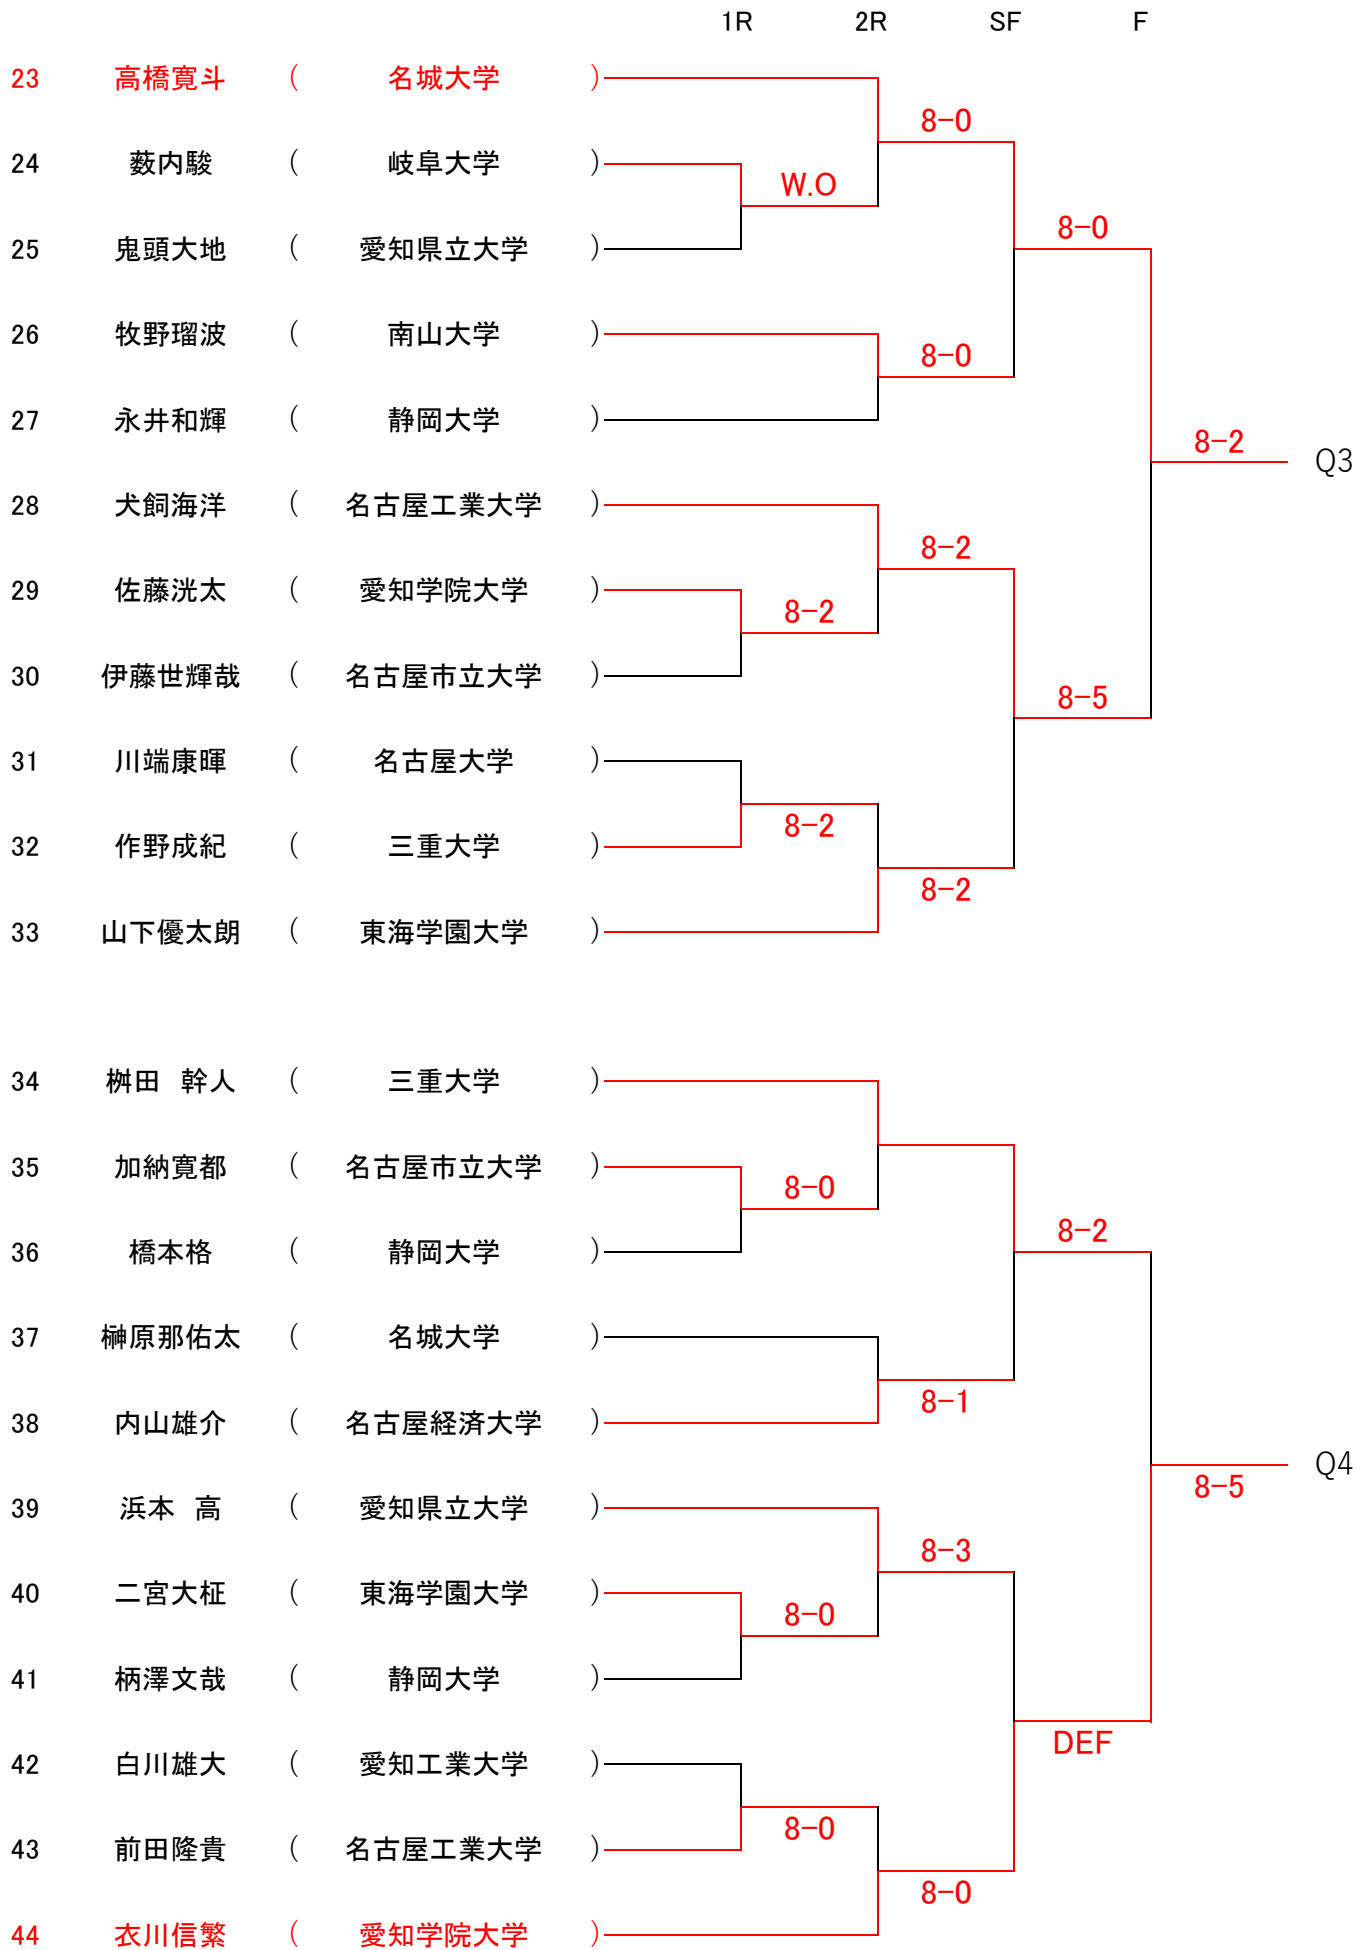 1R 2R SF F
23 高橋寛斗 ( 名城大学 )
8-0
24 薮内駿 ( 岐阜大学 )
W.O
8-0
25 鬼頭大地 ( 愛知県立大学 )
26 牧野瑠波 ( 南山大学 )
8-0
27 永井和輝 ( 静岡大学 )
8-2 Q3
28 犬飼海洋 ( 名古屋工業大学 )
8-2
29 佐藤洸太 ( 愛知学院大学 )
8-2
30 伊藤世輝哉 ( 名古屋市立大学 )
8-5
31 川端康暉 ( 名古屋大学 )
8-2
32 作野成紀 ( 三重大学 )
8-2
33 山下優太朗 ( 東海学園大学 )
34 桝田 幹人 ( 三重大学 )
35 加納寛都 ( 名古屋市立大学 )
8-0
8-2
36 橋本格 ( 静岡大学 )
37 榊原那佑太 ( 名城大学 )
8-1
38 内山雄介 ( 名古屋経済大学 )
Q4
8-5
39 浜本 高 ( 愛知県立大学 )
8-3
40 二宮大柾 ( 東海学園大学 )
8-0
41 柄澤文哉 ( 静岡大学 )
DEF
42 白川雄大 ( 愛知工業大学 )
8-0
43 前田隆貴 ( 名古屋工業大学 )
8-0
44 衣川信繁 ( 愛知学院大学 )